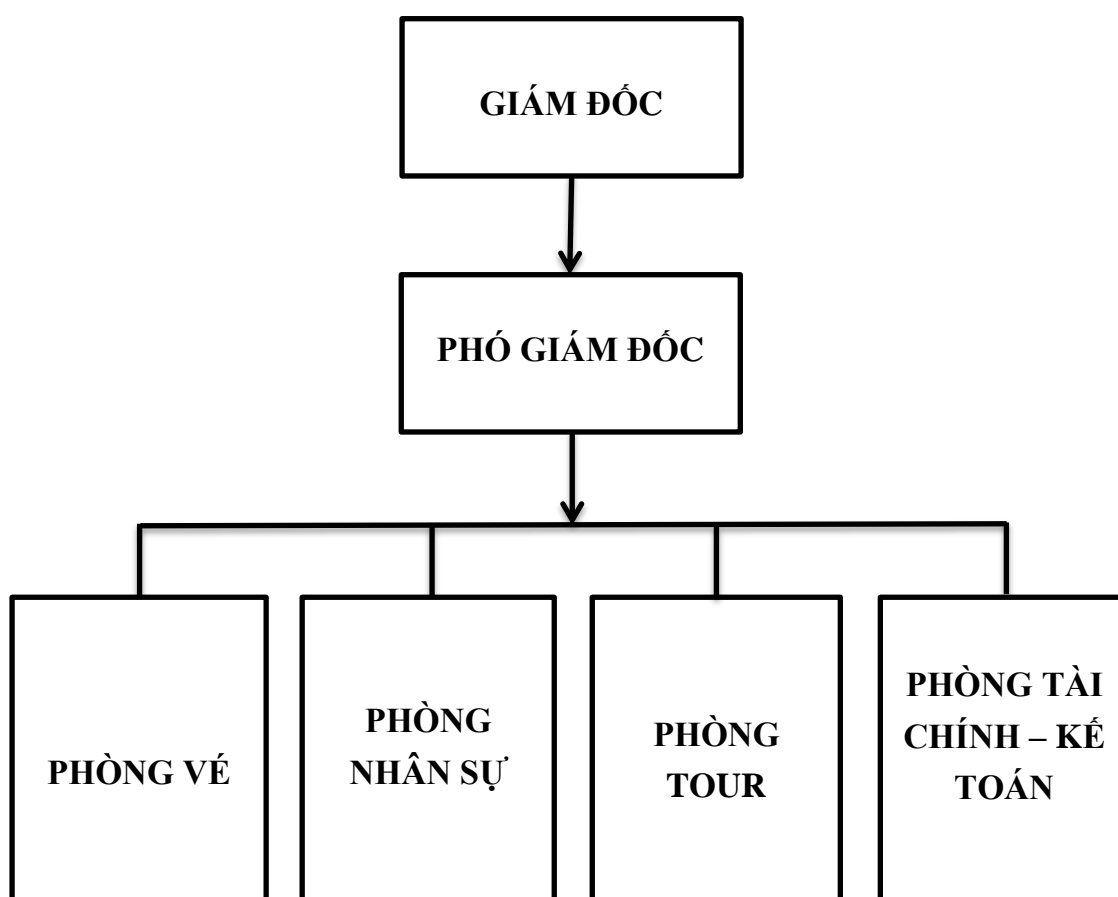 GIÁM ĐỐC
PHÓ GIÁM ĐỐC
PHÒNG VÉ
PHÒNG
NHÂN SỰ
PHÒNG
TOUR
PHÒNG TÀI
CHÍNH – KẾ
TOÁN